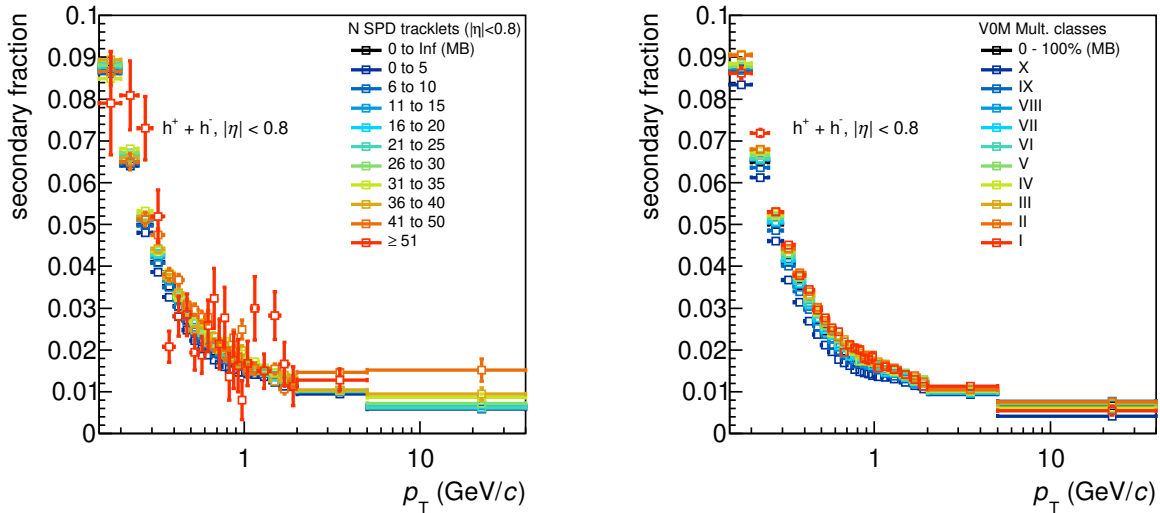 secondary fraction
0.1
0.09
0.08
0.07
0.06
0.05
0.04
0.03
0.02
0.01
0
N SPD tracklets (|η|<0.8)
0 to Inf (MB)
0 to 5
6 to 10
11 to 15
16 to 20
21 to 25
26 to 30
31 to 35
36 to 40
41 to 50
≥ 51
h⁺ + h⁻, |η| < 0.8
1
10
p_T (GeV/c)
secondary fraction
0.1
0.09
0.08
0.07
0.06
0.05
0.04
0.03
0.02
0.01
0
V0M Mult. classes
0 - 100% (MB)
X
IX
VIII
VII
VI
V
IV
III
II
I
h⁺ + h⁻, |η| < 0.8
1
10
p_T (GeV/c)